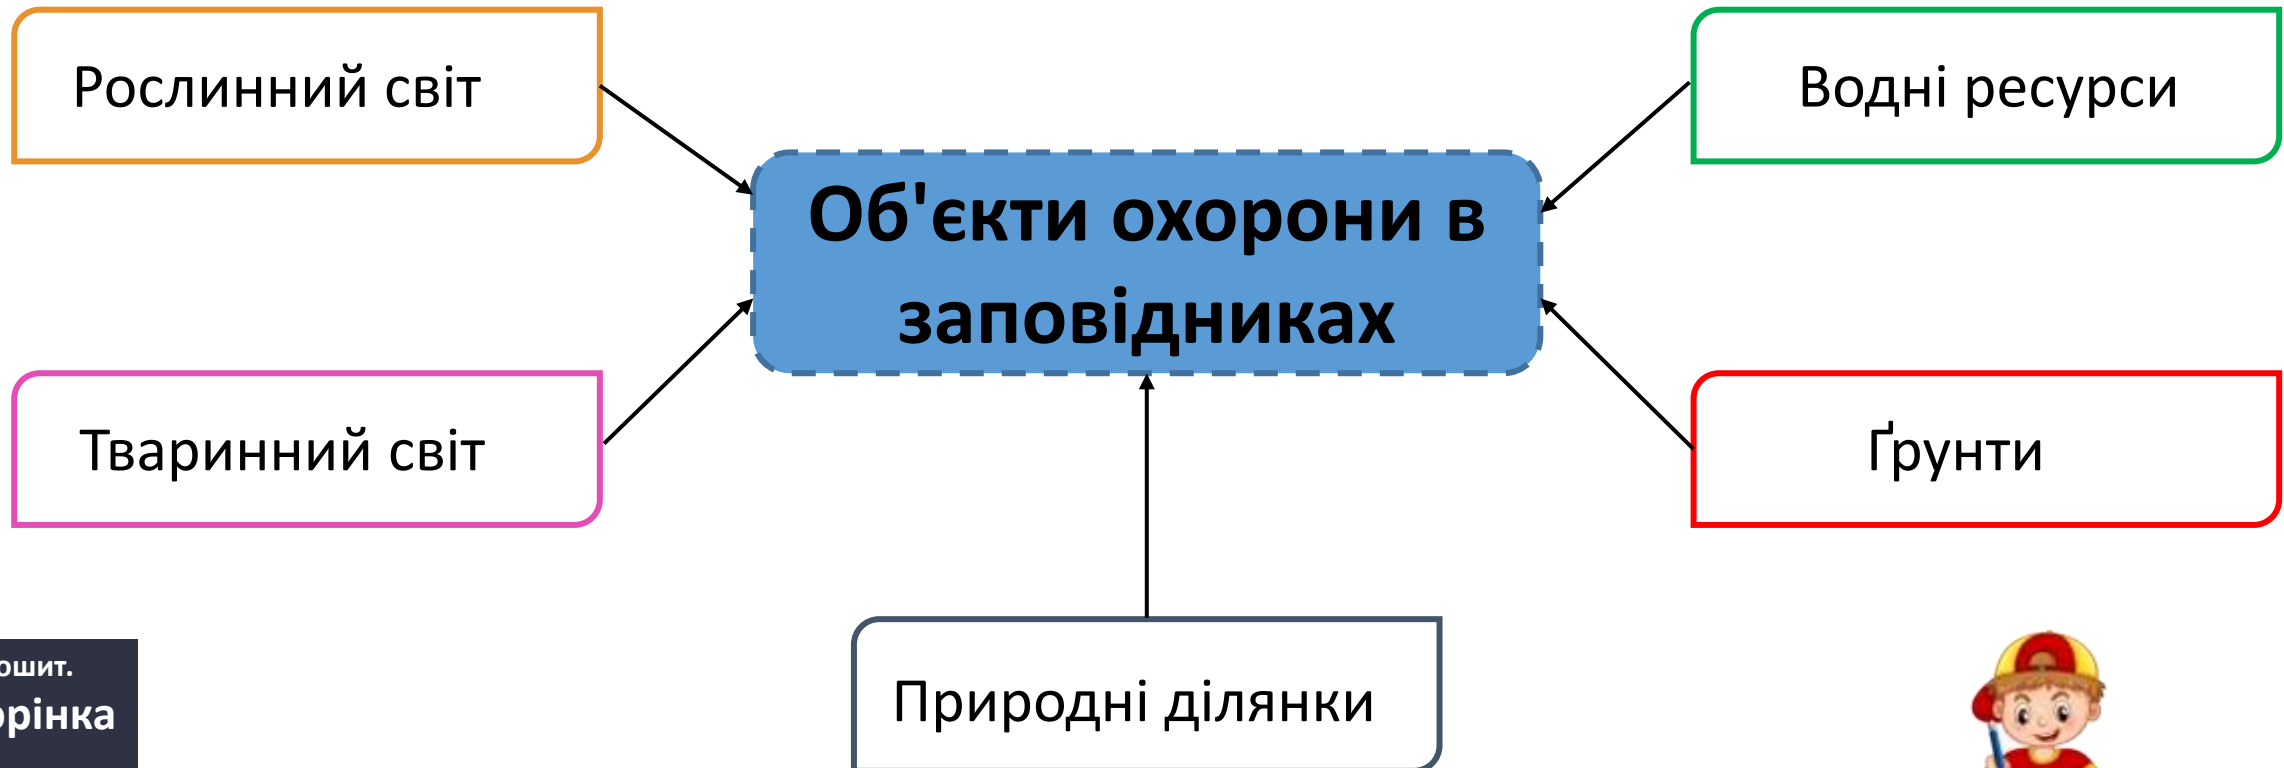 Рослинний світ
Водні ресурси
Об'єкти охорони в
заповідниках
Тваринний світ
Ґрунти
Природні ділянки